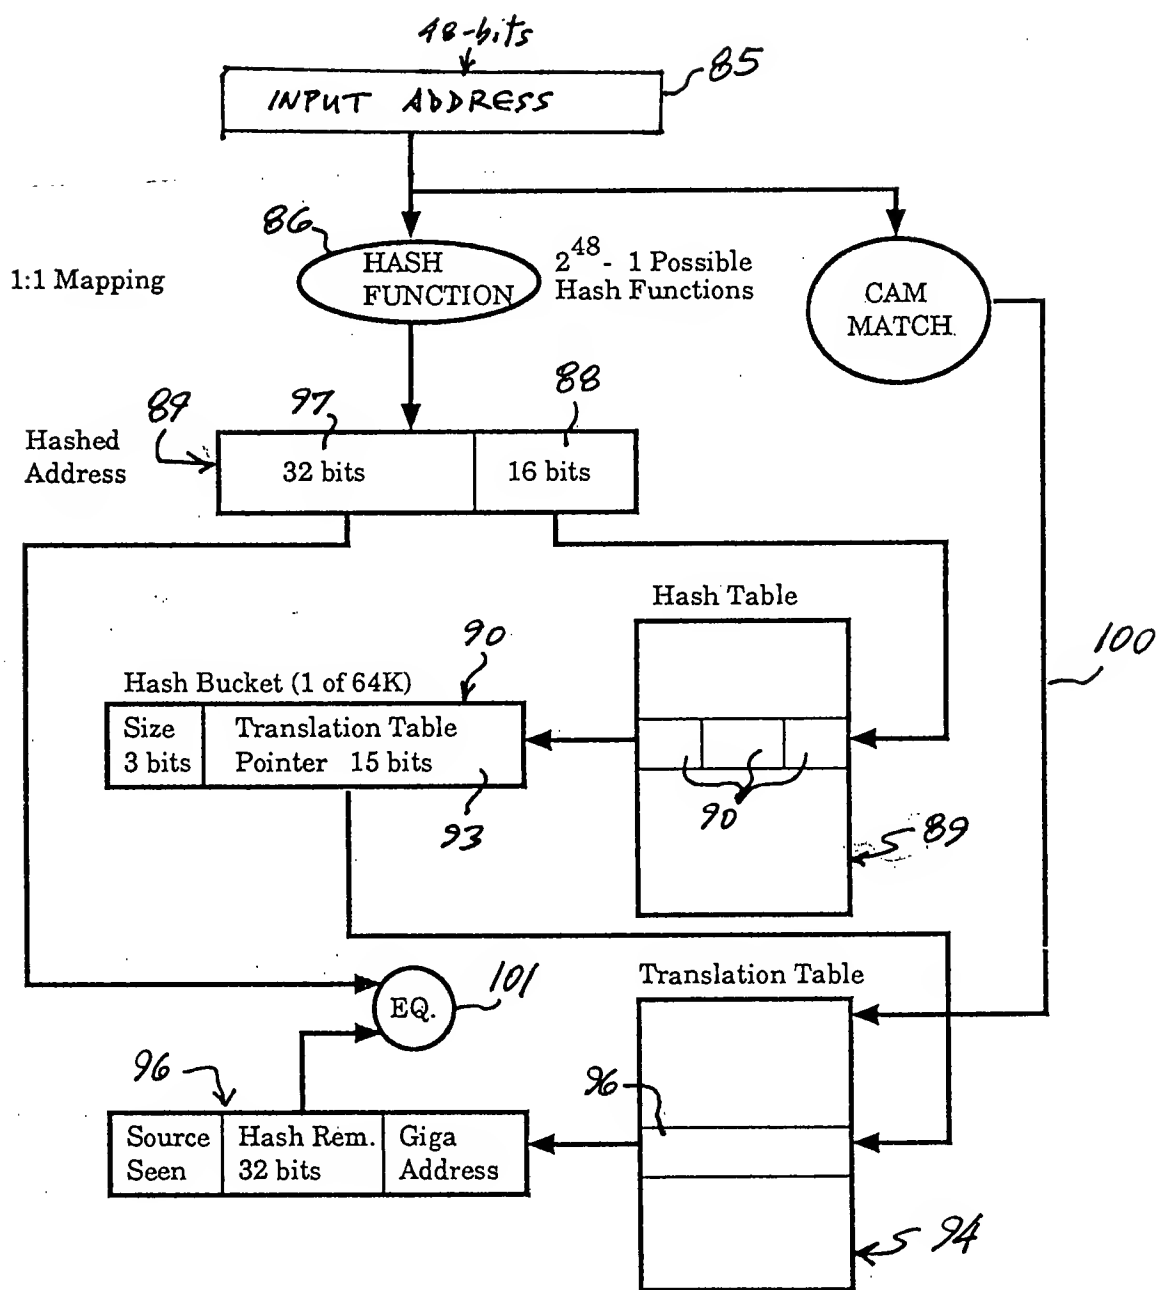 48-bits
INPUT ADDRESS
85
86
HASH
FUNCTION
1:1 Mapping
2^48 - 1 Possible
Hash Functions
CAM
MATCH
89
97
88
Hashed
Address
32 bits
16 bits
Hash Table
100
90
Hash Bucket (1 of 64K)
Size
3 bits
Translation Table
Pointer 15 bits
93
90
89
Translation Table
EQ.
101
96
96
Source
Seen
Hash Rem.
32 bits
Giga
Address
94